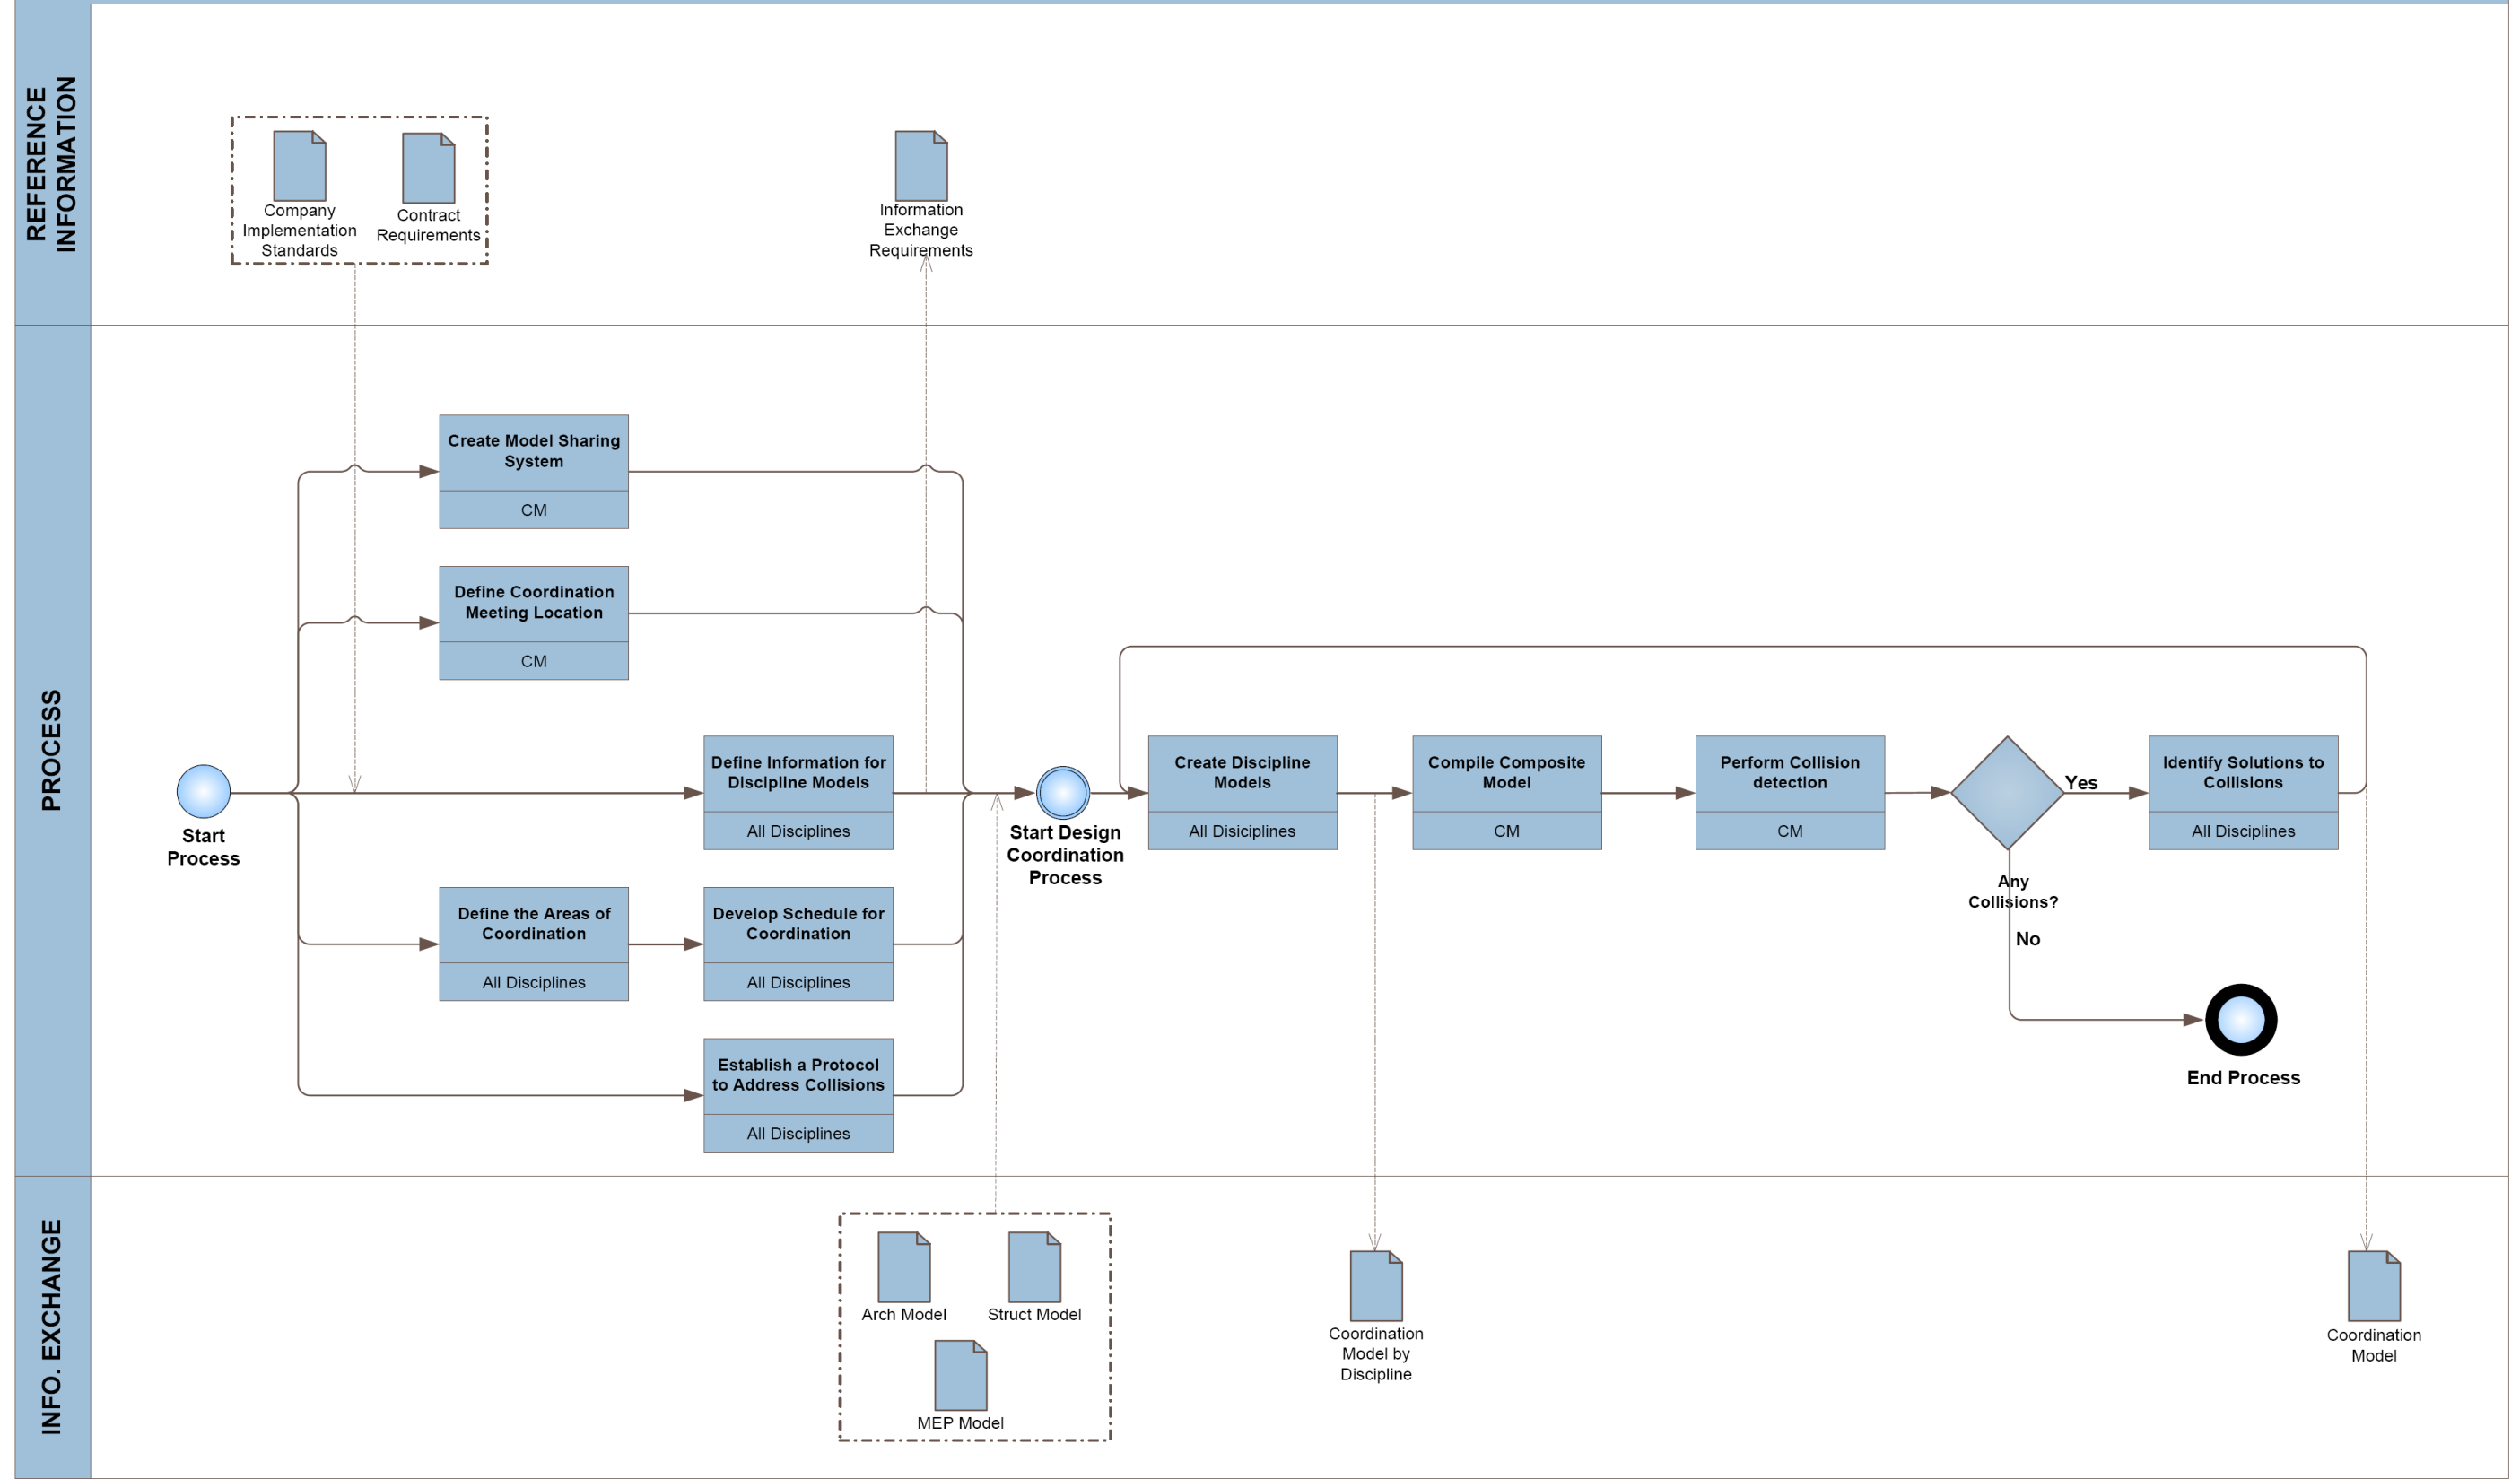 REFERENCE
INFORMATION
Company
Implementation
Standards
Contract
Requirements
Information
Exchange
Requirements
PROCESS
Start
Process
Create Model Sharing
System
CM
Define Coordination
Meeting Location
CM
Define Information for
Discipline Models
All Disciplines
Define the Areas of
Coordination
All Disciplines
Develop Schedule for
Coordination
All Disciplines
Establish a Protocol
to Address Collisions
All Disciplines
Start Design
Coordination
Process
Create Discipline
Models
All Disiciplines
Compile Composite
Model
CM
Perform Collision
detection
CM
Any
Collisions?
Yes
No
Identify Solutions to
Collisions
All Disciplines
End Process
INFO. EXCHANGE
Arch Model
Struct Model
MEP Model
Coordination
Model by
Discipline
Coordination
Model